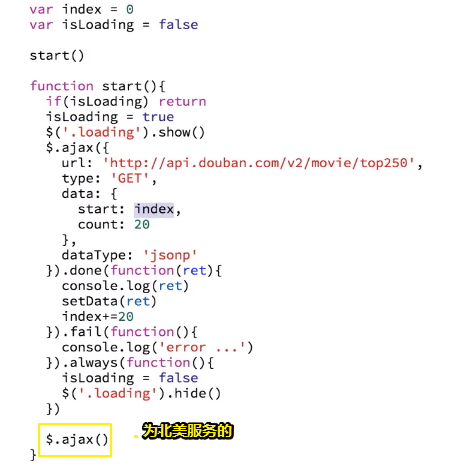 var index = 0
var isLoading = false
start()
function start(){
if(isLoading) return
isLoading = true
$('.loading').show()
$.ajax({
url: 'http://api.douban.com/v2/movie/top250',
type: 'GET',
data: {
start: index,
count: 20
},
dataType: 'jsonp'
}).done(function(ret){
console.log(ret)
setData(ret)
index+=20
}).fail(function(){
console.log('error ...')
}).always(function(){
isLoading = false
$('.loading').hide()
})
$.ajax() 为北美服务的
}